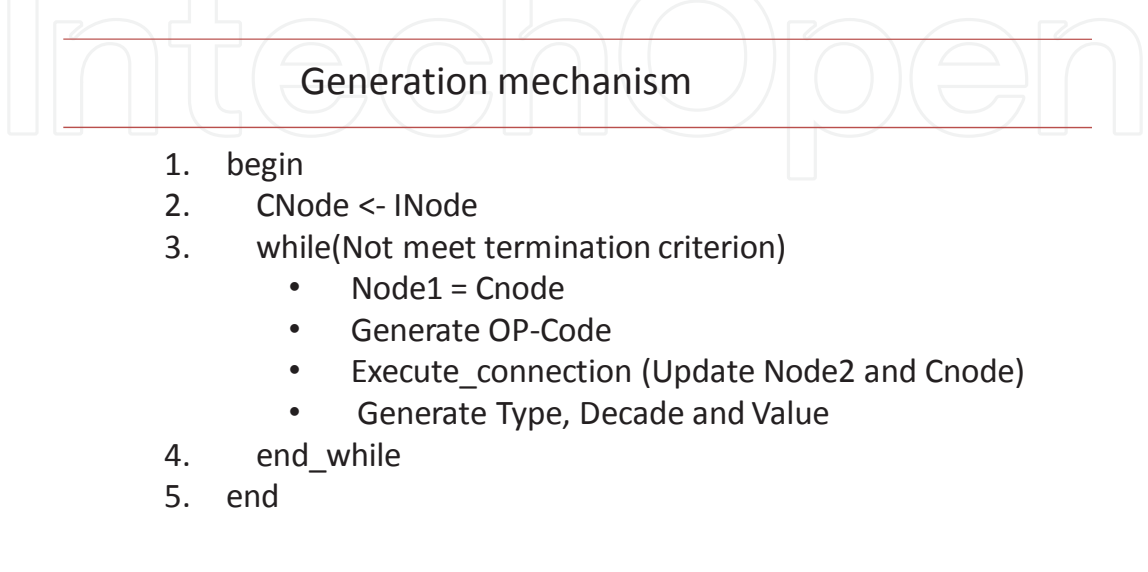 IntechOpen
Generation mechanism
1. begin
2. CNode <- INode
3. while(Not meet termination criterion)
• Node1 = Cnode
• Generate OP-Code
• Execute_connection (Update Node2 and Cnode)
• Generate Type, Decade and Value
4. end_while
5. end